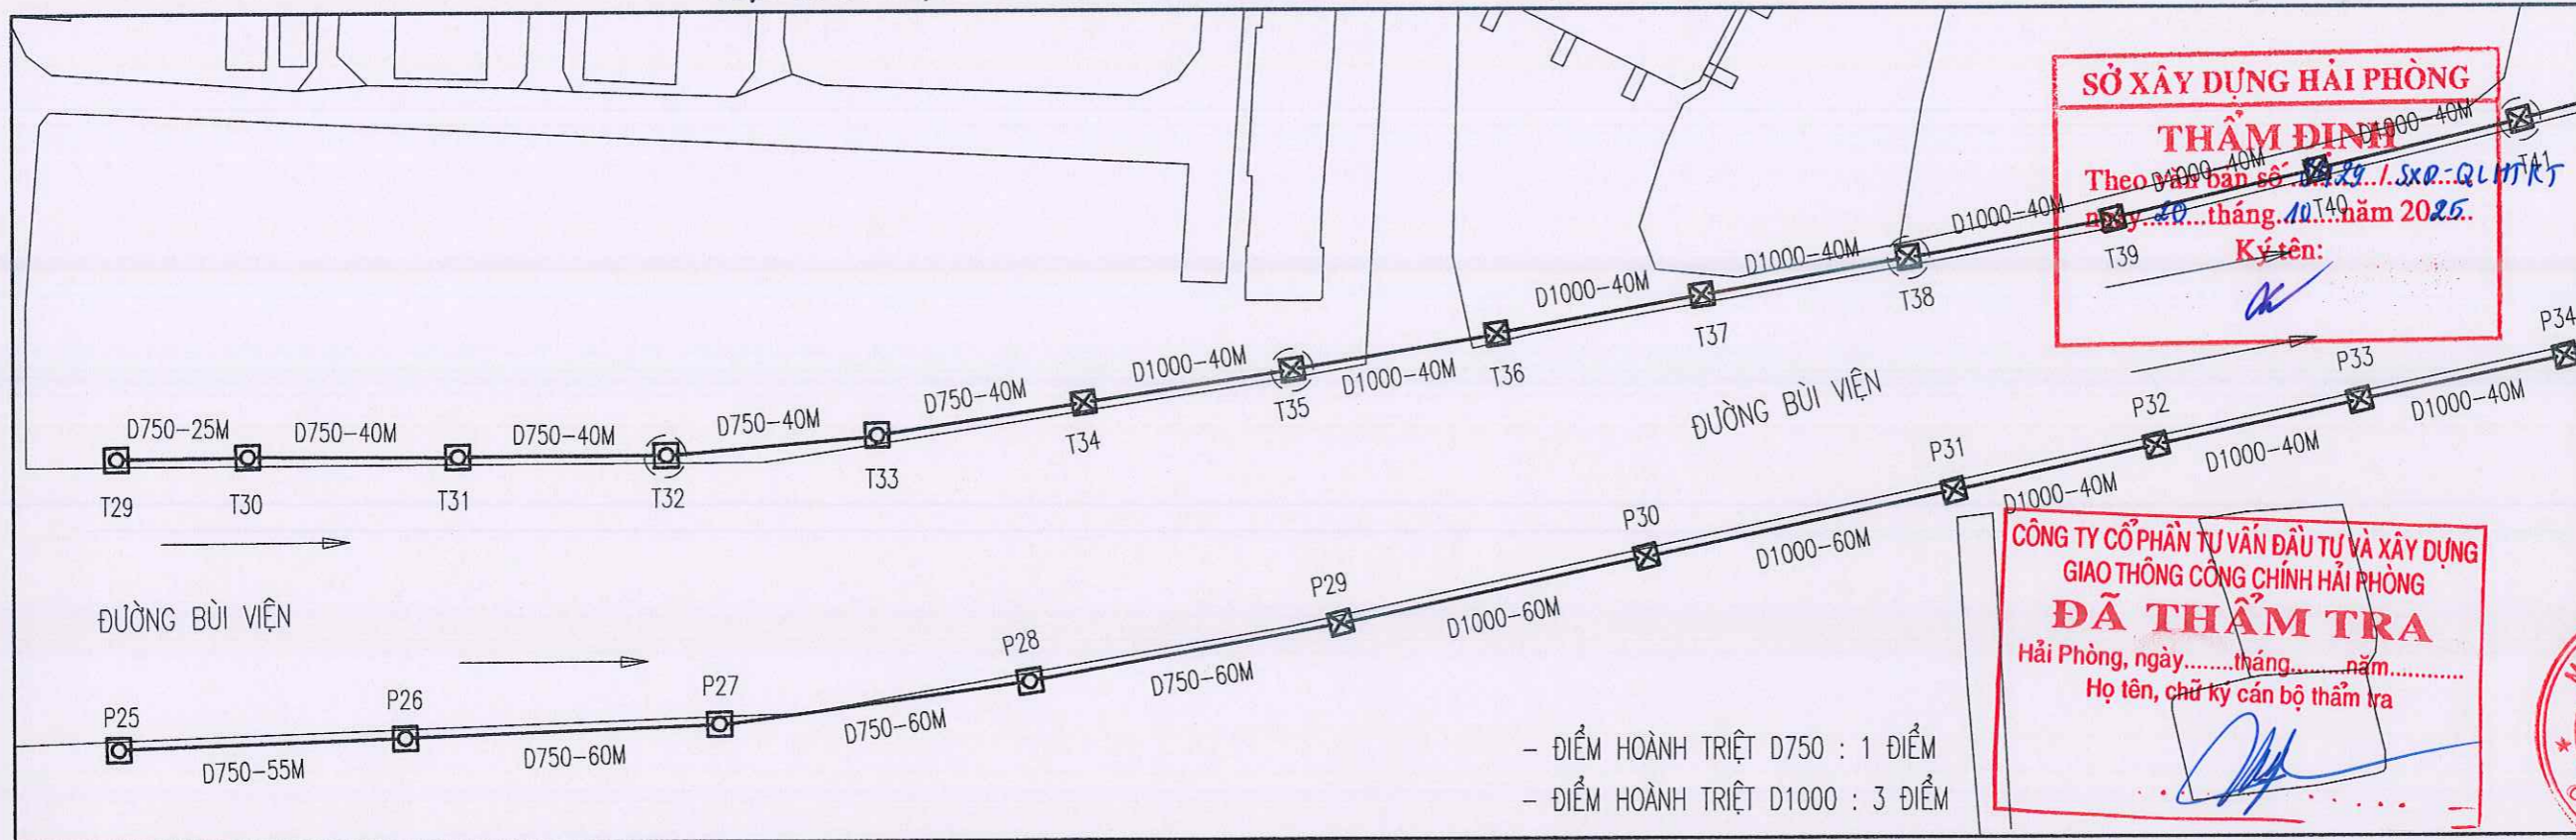 SỞ XÂY DỰNG HẢI PHÒNG
THẨM ĐỊNH
Theo văn bản số ......29./.SXD-QLHTKT
ngày..20...tháng..10...năm 2025..
Ký tên:
D1000-40M
D1000-40M
D1000-40M
D1000-40M
D1000-40M
D1000-40M
D1000-40M
D750-40M
D750-40M
D750-40M
D750-40M
D750-25M
T29
T30
T31
T32
T33
T34
T35
T36
T37
T38
T39
T40
T41
ĐƯỜNG BÙI VIỆN
ĐƯỜNG BÙI VIỆN
P25
P26
P27
P28
P29
P30
P31
P32
P33
P34
D750-55M
D750-60M
D750-60M
D750-60M
D1000-60M
D1000-60M
D1000-40M
D1000-40M
D1000-40M
CÔNG TY CỔ PHẦN TƯ VẤN ĐẦU TƯ VÀ XÂY DỰNG
GIAO THÔNG CÔNG CHÍNH HẢI PHÒNG
ĐÃ THẨM TRA
Hải Phòng, ngày........tháng........năm............
Họ tên, chữ ký cán bộ thẩm tra
- ĐIỂM HOÀNH TRIỆT D750 : 1 ĐIỂM
- ĐIỂM HOÀNH TRIỆT D1000 : 3 ĐIỂM